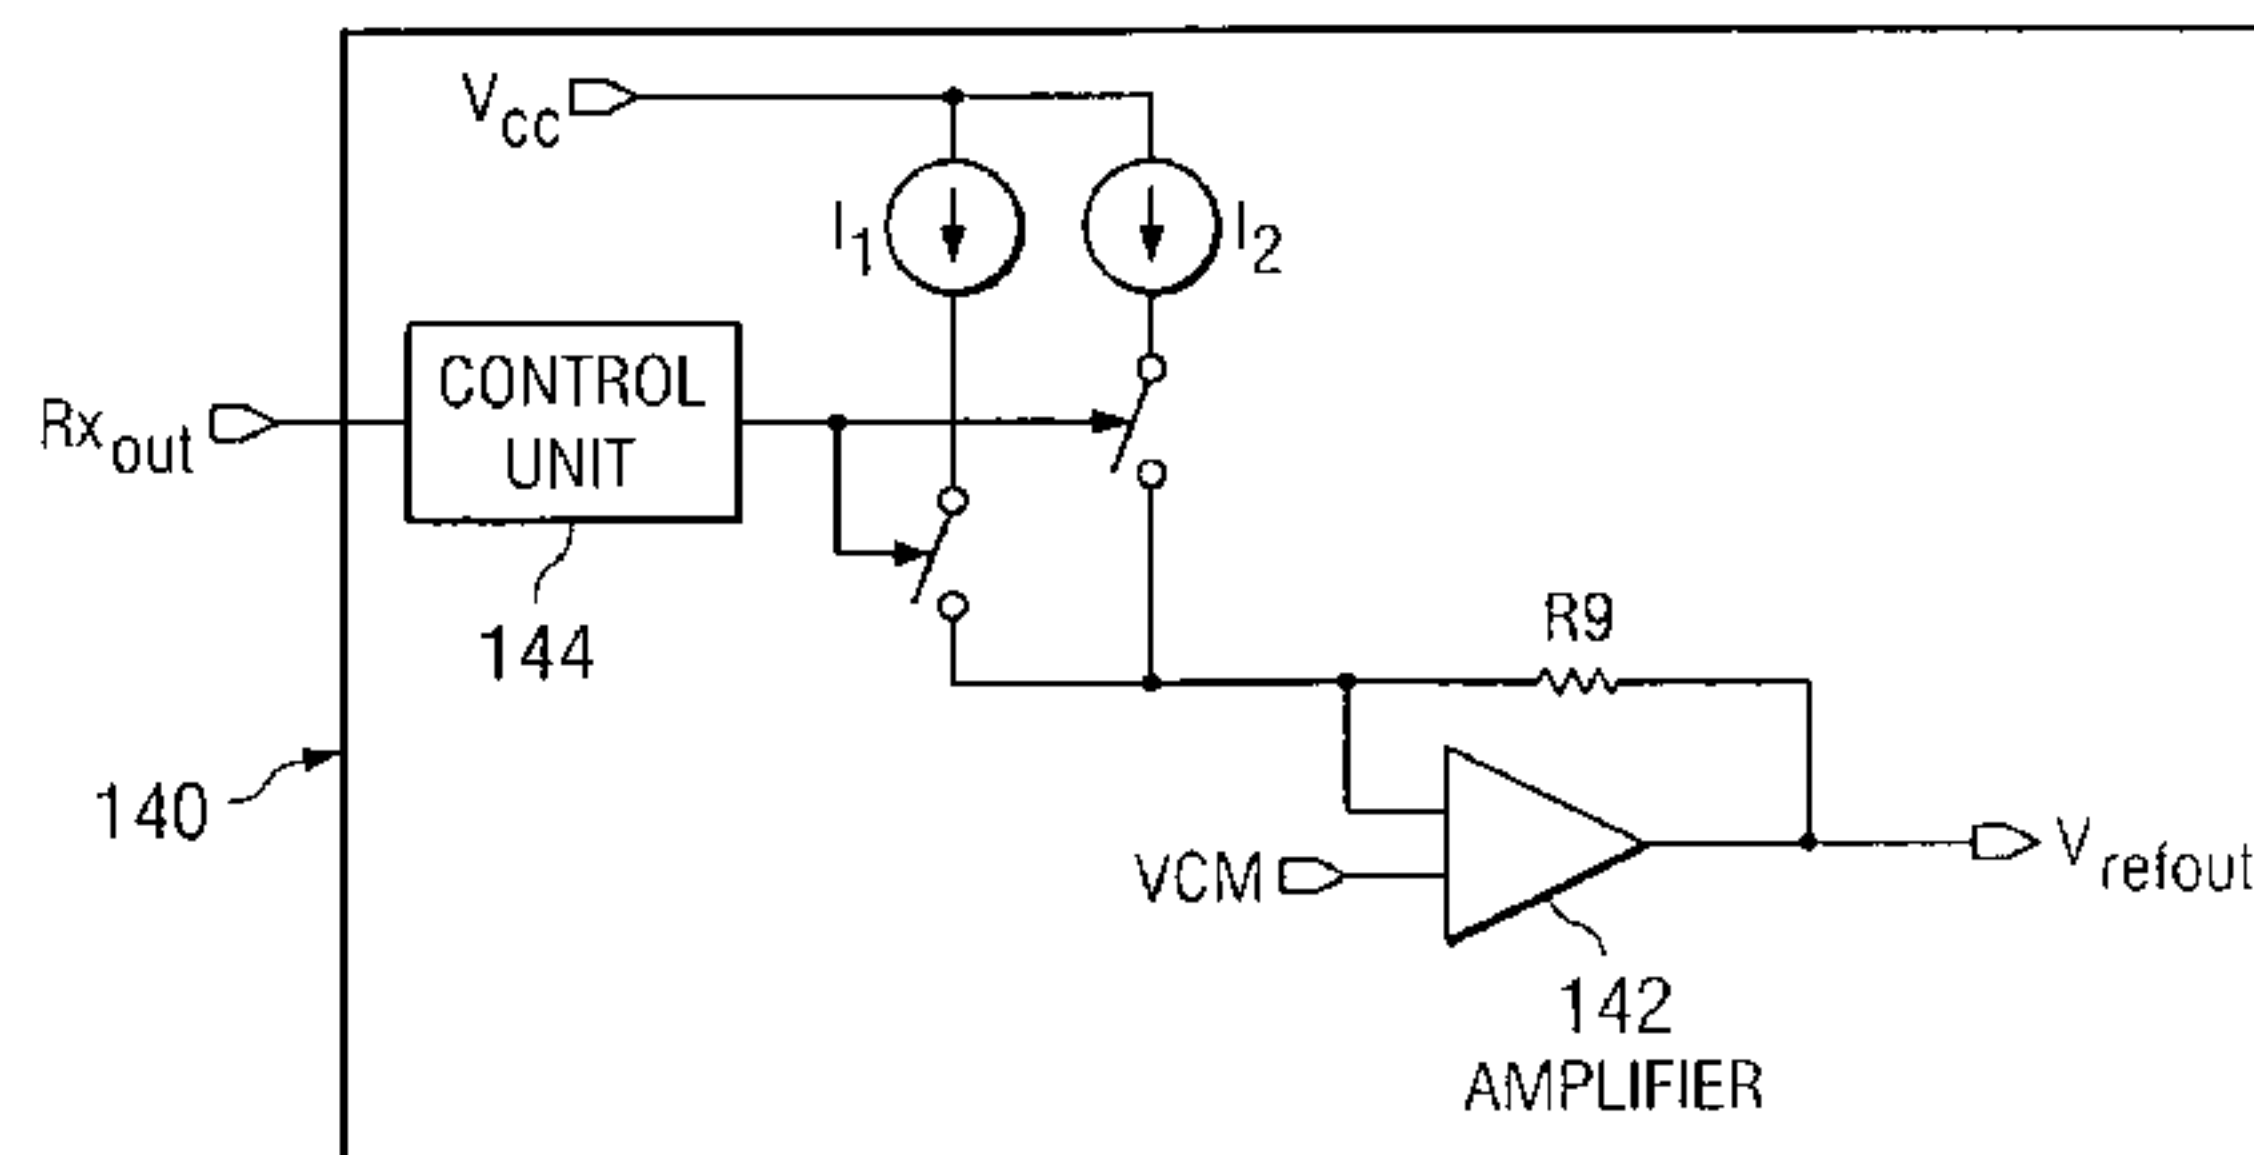 Vcc
I1
I2
CONTROL
UNIT
Rxout
144
R9
140
VCM
Vrefout
142
AMPLIFIER